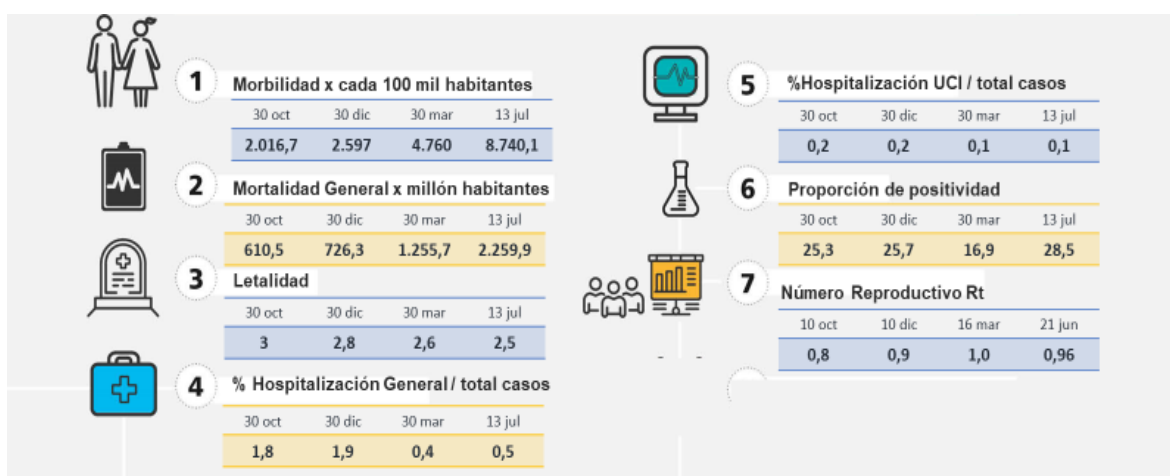 1
Morbilidad x cada 100 mil habitantes
30 oct 30 dic 30 mar 13 jul
2.016,7 2.597 4.760 8.740,1
2
Mortalidad General x millón habitantes
30 oct 30 dic 30 mar 13 jul
610,5 726,3 1.255,7 2.259,9
3
Letalidad
30 oct 30 dic 30 mar 13 jul
3 2,8 2,6 2,5
4
% Hospitalización General / total casos
30 oct 30 dic 30 mar 13 jul
1,8 1,9 0,4 0,5
5
%Hospitalización UCI / total casos
30 oct 30 dic 30 mar 13 jul
0,2 0,2 0,1 0,1
6
Proporción de positividad
30 oct 30 dic 30 mar 13 jul
25,3 25,7 16,9 28,5
7
Número Reproductivo Rt
10 oct 10 dic 16 mar 21 jun
0,8 0,9 1,0 0,96